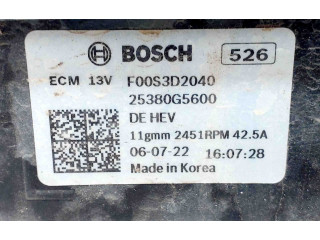 BOSCH 526
ECM 13V F00S3D2040
25380G5600
DE HEV
11gmm 2451RPM 42.5A
06-07-22 16:07:28
Made in Korea